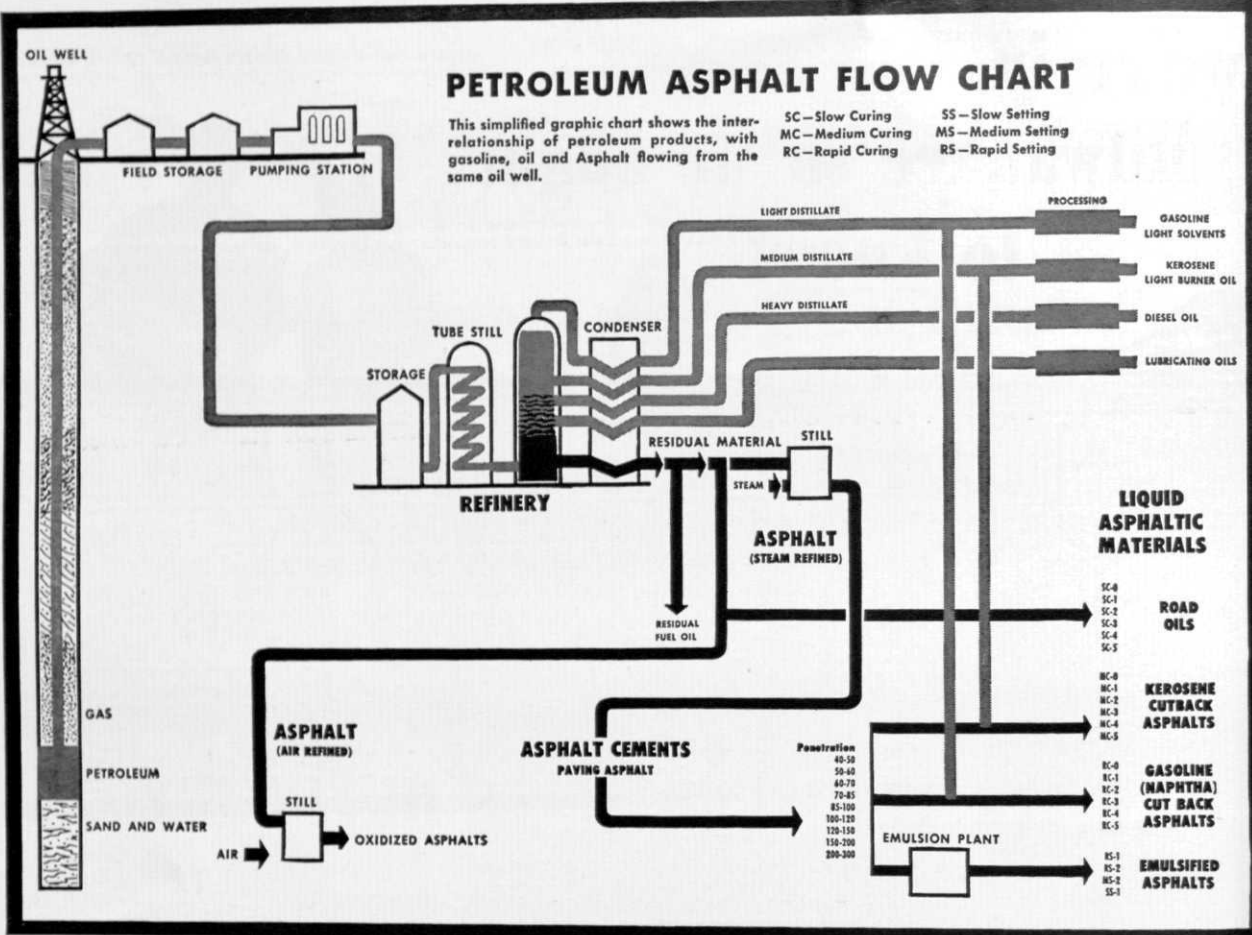 OIL WELL
PETROLEUM ASPHALT FLOW CHART
This simplified graphic chart shows the inter-
relationship of petroleum products, with
gasoline, oil and Asphalt flowing from the
same oil well.
SC—Slow Curing
MC—Medium Curing
RC—Rapid Curing
SS—Slow Setting
MS—Medium Setting
RS—Rapid Setting
FIELD STORAGE
PUMPING STATION
LIGHT DISTILLATE
PROCESSING
GASOLINE
LIGHT SOLVENTS
MEDIUM DISTILLATE
KEROSENE
LIGHT BURNER OIL
HEAVY DISTILLATE
DIESEL OIL
LUBRICATING OILS
TUBE STILL
CONDENSER
STORAGE
RESIDUAL MATERIAL
STILL
STEAM
REFINERY
ASPHALT
(STEAM REFINED)
RESIDUAL
FUEL OIL
LIQUID
ASPHALTIC
MATERIALS
SC-0
SC-1
SC-2
SC-3
SC-4
SC-5
ROAD
OILS
MC-0
MC-1
MC-2
MC-3
MC-4
MC-5
KEROSENE
CUTBACK
ASPHALTS
GAS
PETROLEUM
SAND AND WATER
ASPHALT
(AIR REFINED)
STILL
AIR
OXIDIZED ASPHALTS
ASPHALT CEMENTS
PAVING ASPHALT
Penetration
40-50
50-60
60-70
70-85
85-100
100-120
120-150
150-200
200-300
RC-0
RC-1
RC-2
RC-3
RC-4
RC-5
GASOLINE
(NAPHTHA)
CUT BACK
ASPHALTS
EMULSION PLANT
RS-1
RS-2
MS-2
SS-1
EMULSIFIED
ASPHALTS